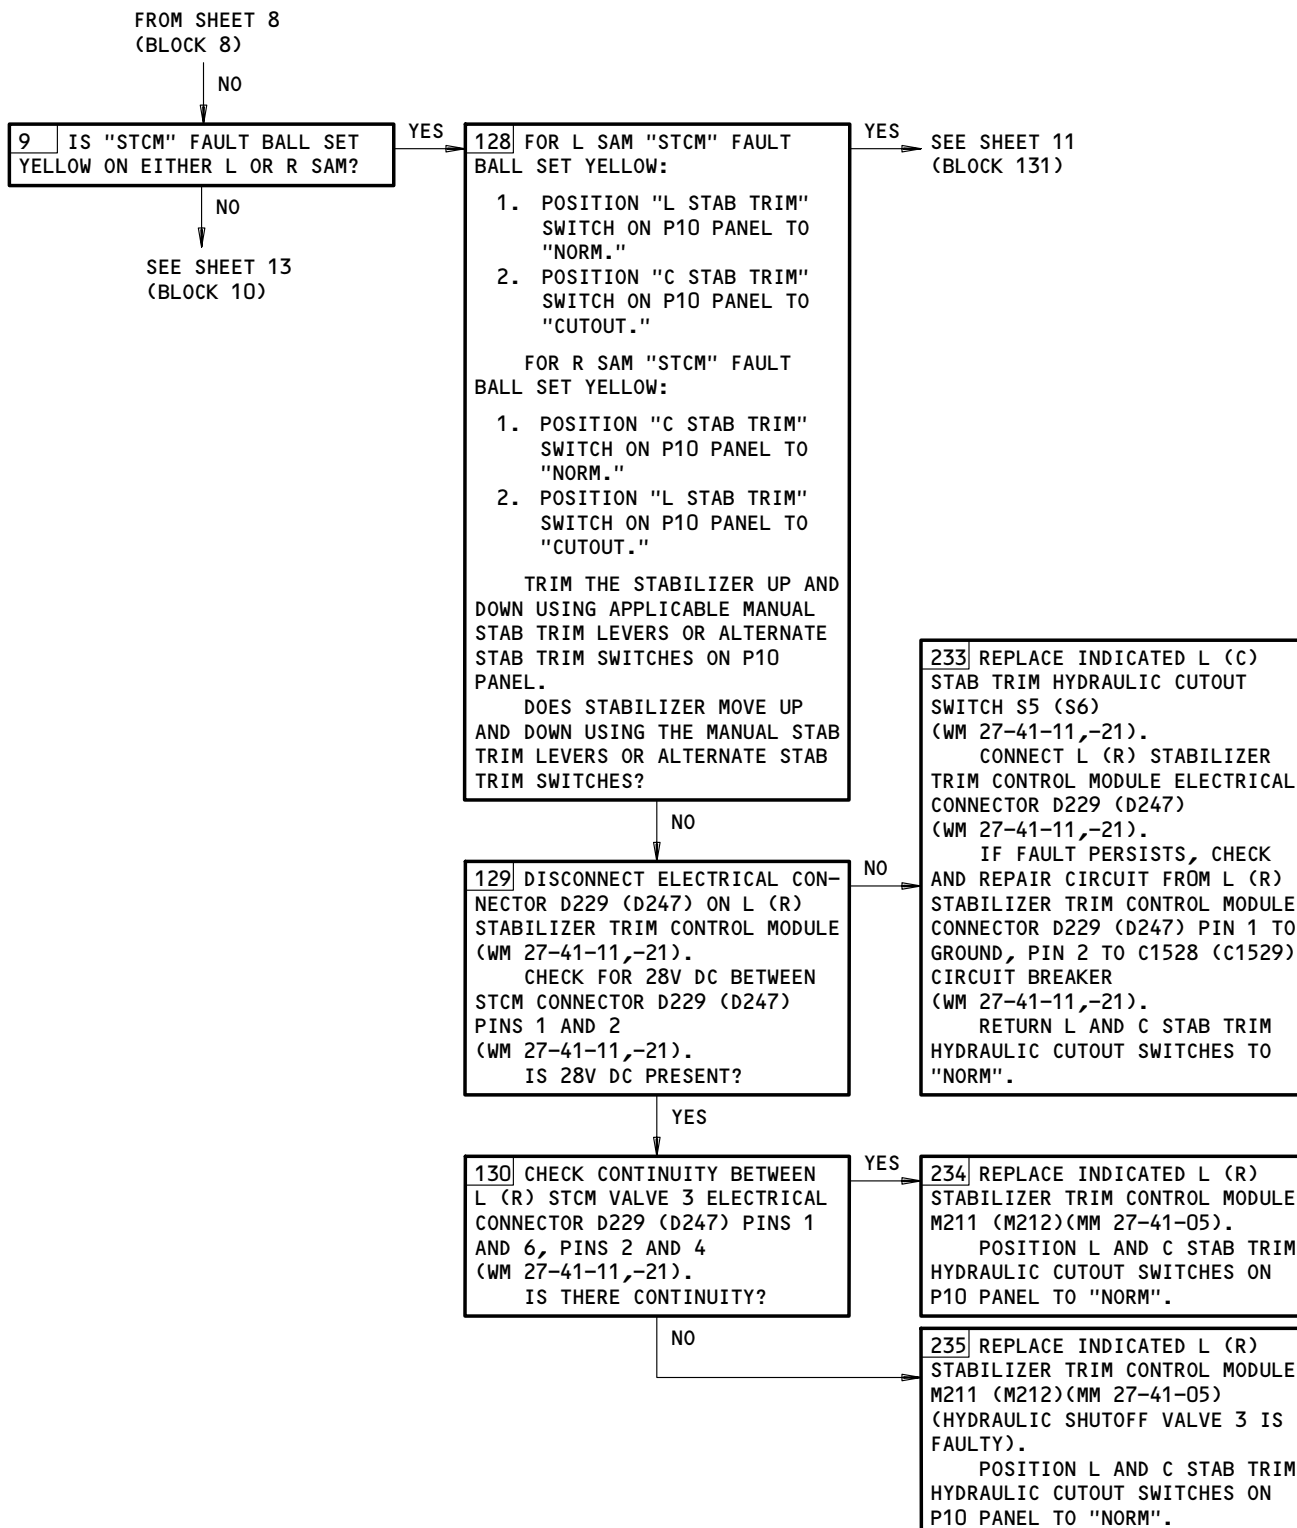 FROM SHEET 8
(BLOCK 8)
NO
9 IS "STCM" FAULT BALL SET
YELLOW ON EITHER L OR R SAM?
YES
NO
SEE SHEET 13
(BLOCK 10)
128 FOR L SAM "STCM" FAULT
BALL SET YELLOW:
1. POSITION "L STAB TRIM"
SWITCH ON P10 PANEL TO
"NORM."
2. POSITION "C STAB TRIM"
SWITCH ON P10 PANEL TO
"CUTOUT."
FOR R SAM "STCM" FAULT
BALL SET YELLOW:
1. POSITION "C STAB TRIM"
SWITCH ON P10 PANEL TO
"NORM."
2. POSITION "L STAB TRIM"
SWITCH ON P10 PANEL TO
"CUTOUT."
TRIM THE STABILIZER UP AND
DOWN USING APPLICABLE MANUAL
STAB TRIM LEVERS OR ALTERNATE
STAB TRIM SWITCHES ON P10
PANEL.
DOES STABILIZER MOVE UP
AND DOWN USING THE MANUAL STAB
TRIM LEVERS OR ALTERNATE STAB
TRIM SWITCHES?
YES
SEE SHEET 11
(BLOCK 131)
NO
129 DISCONNECT ELECTRICAL CON-
NECTOR D229 (D247) ON L (R)
STABILIZER TRIM CONTROL MODULE
(WM 27-41-11,-21).
CHECK FOR 28V DC BETWEEN
STCM CONNECTOR D229 (D247)
PINS 1 AND 2
(WM 27-41-11,-21).
IS 28V DC PRESENT?
NO
233 REPLACE INDICATED L (C)
STAB TRIM HYDRAULIC CUTOUT
SWITCH S5 (S6)
(WM 27-41-11,-21).
CONNECT L (R) STABILIZER
TRIM CONTROL MODULE ELECTRICAL
CONNECTOR D229 (D247)
(WM 27-41-11,-21).
IF FAULT PERSISTS, CHECK
AND REPAIR CIRCUIT FROM L (R)
STABILIZER TRIM CONTROL MODULE
CONNECTOR D229 (D247) PIN 1 TO
GROUND, PIN 2 TO C1528 (C1529)
CIRCUIT BREAKER
(WM 27-41-11,-21).
RETURN L AND C STAB TRIM
HYDRAULIC CUTOUT SWITCHES TO
"NORM".
YES
130 CHECK CONTINUITY BETWEEN
L (R) STCM VALVE 3 ELECTRICAL
CONNECTOR D229 (D247) PINS 1
AND 6, PINS 2 AND 4
(WM 27-41-11,-21).
IS THERE CONTINUITY?
YES
234 REPLACE INDICATED L (R)
STABILIZER TRIM CONTROL MODULE
M211 (M212)(MM 27-41-05).
POSITION L AND C STAB TRIM
HYDRAULIC CUTOUT SWITCHES ON
P10 PANEL TO "NORM".
NO
235 REPLACE INDICATED L (R)
STABILIZER TRIM CONTROL MODULE
M211 (M212)(MM 27-41-05)
(HYDRAULIC SHUTOFF VALVE 3 IS
FAULTY).
POSITION L AND C STAB TRIM
HYDRAULIC CUTOUT SWITCHES ON
P10 PANEL TO "NORM".